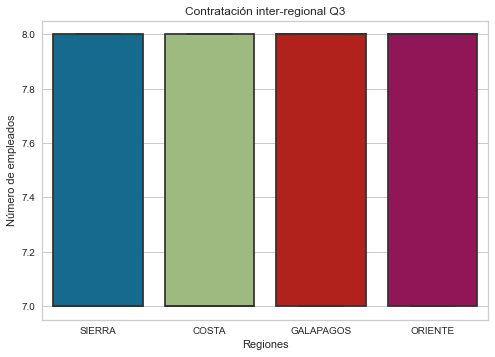 Contratación inter-regional Q3
Número de empleados
8.0
7.8
7.6
7.4
7.2
7.0
SIERRA COSTA GALAPAGOS ORIENTE
Regiones